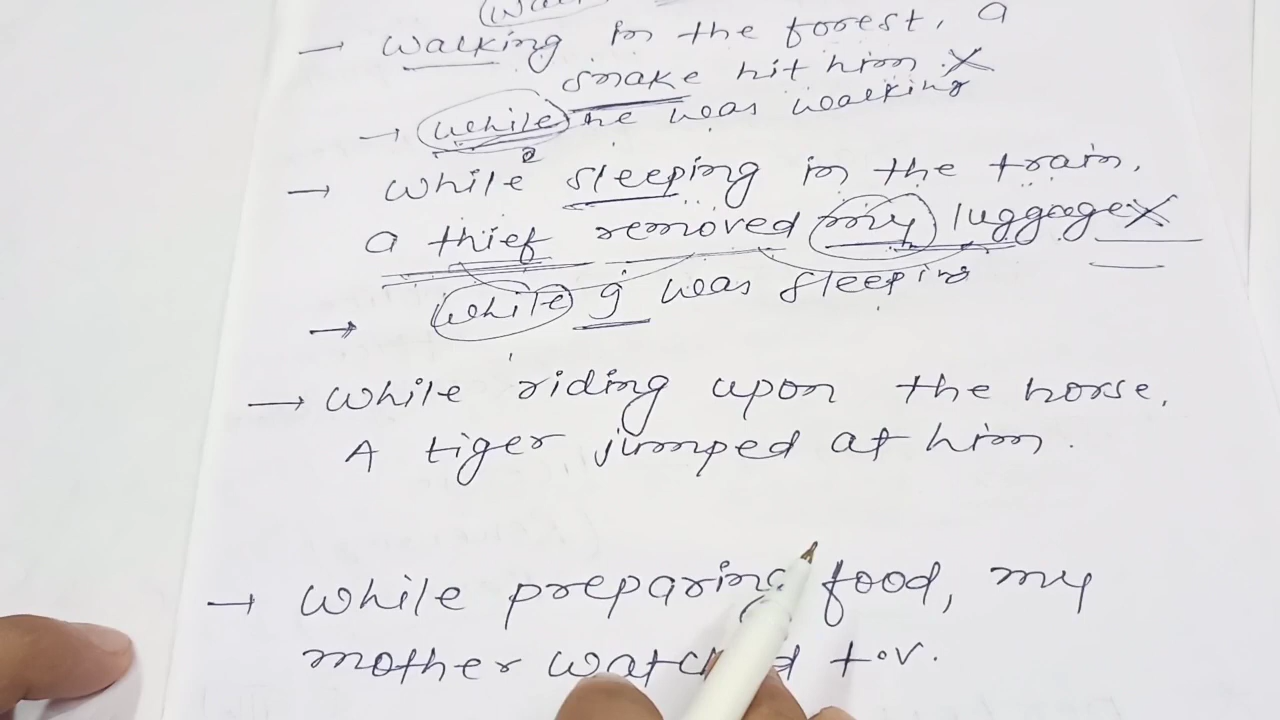 → Walking in the forest, a
snake hit him. X
→ while he was walking
→ While sleeping in the train,
a thief removed my luggage X
→ while I was sleeping
→ While riding upon the horse,
A tiger jumped at him.
→ While preparing food, my
mother watched t.v.